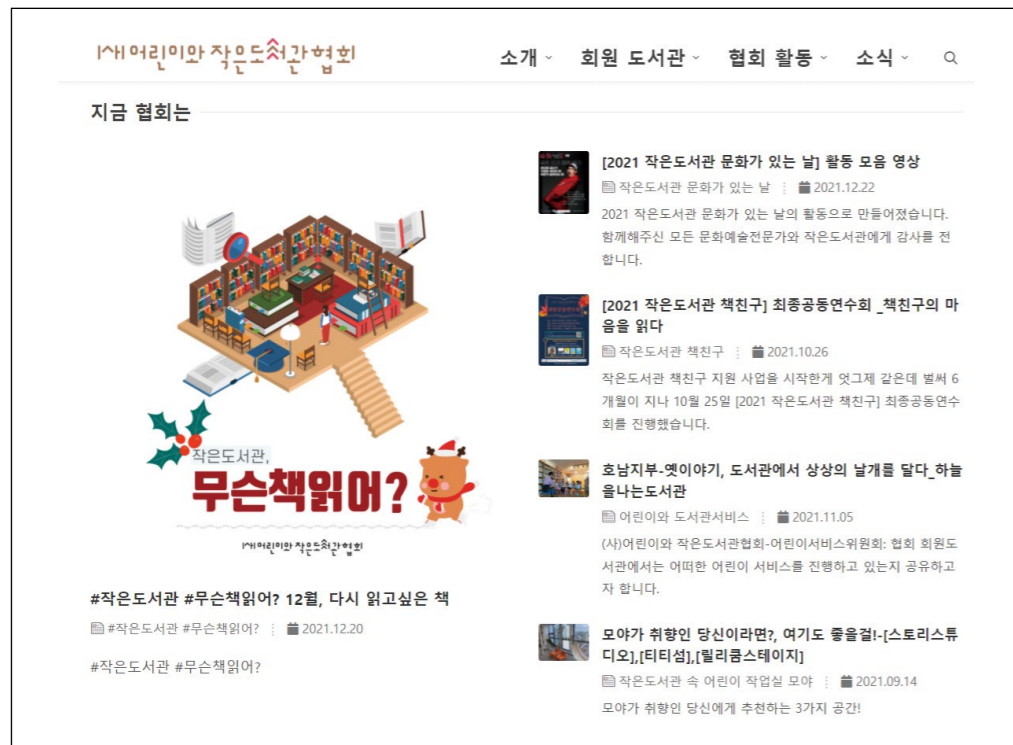 (사)어린이와 작은도서관협회
소개
회원 도서관
협회 활동
소식
지금 협회는
작은도서관,
무슨책읽어?
(사)어린이와 작은도서관협회
#작은도서관 #무슨책읽어? 12월, 다시 읽고싶은 책
#작은도서관 #무슨책읽어? 2021.12.20
#작은도서관 #무슨책읽어?
[2021 작은도서관 문화가 있는 날] 활동 모음 영상
작은도서관 문화가 있는 날 2021.12.22
2021 작은도서관 문화가 있는 날의 활동으로 만들어졌습니다.
함께해주신 모든 문화예술전문가와 작은도서관에게 감사를 전
합니다.
[2021 작은도서관 책친구] 최종공동연수회 _책친구의 마
음을 읽다
작은도서관 책친구 2021.10.26
작은도서관 책친구 지원 사업을 시작한게 엇그제 같은데 벌써 6
개월이 지나 10월 25일 [2021 작은도서관 책친구] 최종공동연수
회를 진행했습니다.
호남지부-옛이야기, 도서관에서 상상의 날개를 달다_하늘
을나는도서관
어린이와 도서관서비스 2021.11.05
(사)어린이와 작은도서관협회-어린이서비스위원회: 협회 회원도
서관에서는 어떠한 어린이 서비스를 진행하고 있는지 공유하고
자 합니다.
모야가 취향인 당신이라면?, 여기도 좋을걸!-[스토리스튜
디오],[티티섬],[릴리쿰스테이지]
작은도서관 속 어린이 작업실 모야 2021.09.14
모야가 취향인 당신에게 추천하는 3가지 공간!